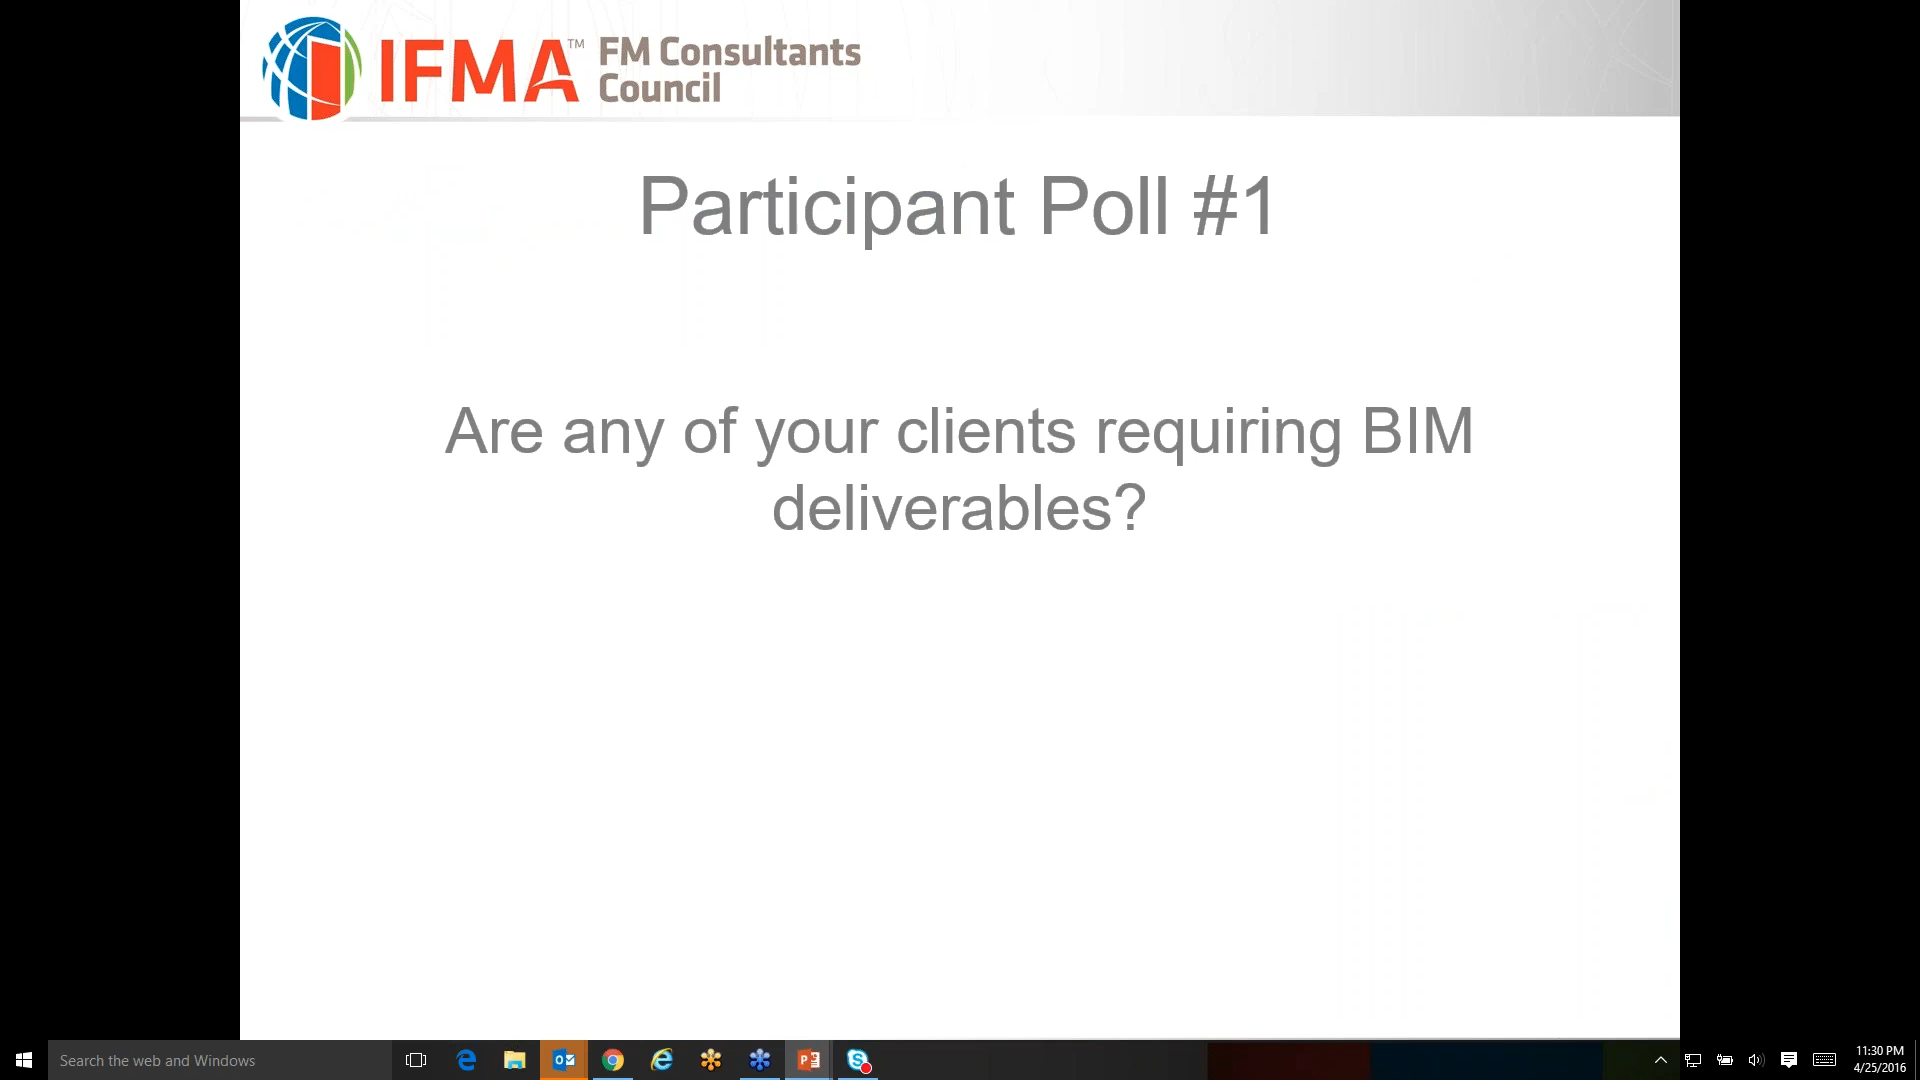 IFMA™ FM Consultants
Council
Participant Poll #1
Are any of your clients requiring BIM
deliverables?
Search the web and Windows
11:30 PM
4/25/2016